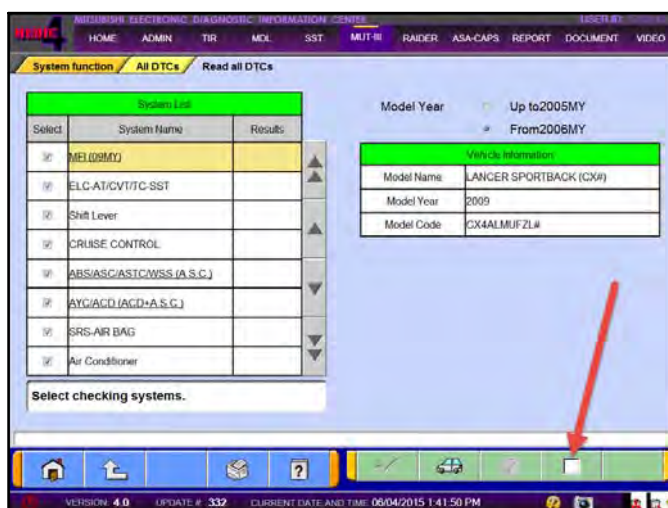 MITSUBISHI ELECTRONIC DIAGNOSTIC INFORMATION CENTER
HOME ADMIN TIR MDL SST MUT-III RAIDER ASA-CAPS REPORT DOCUMENT VIDEO
System function All DTCs Read all DTCs
System List
Select System Name Results
MFI (09MY)
ELC-AT/CVT/TC-SST
Shift Lever
CRUISE CONTROL
ABS/ASC/ASTC/WSS (A.S.C.)
AYC/ACD (ACD+A.S.C.)
SRS-AIR BAG
Air Conditioner
Select checking systems.
Model Year Up to2005MY
From2006MY
Vehicle Information
Model Name LANCER SPORTBACK (CX#)
Model Year 2009
Model Code CX4ALMUFZL#
VERSION: 4.0 UPDATE #: 332 CURRENT DATE AND TIME: 06/04/2015 1:41:50 PM